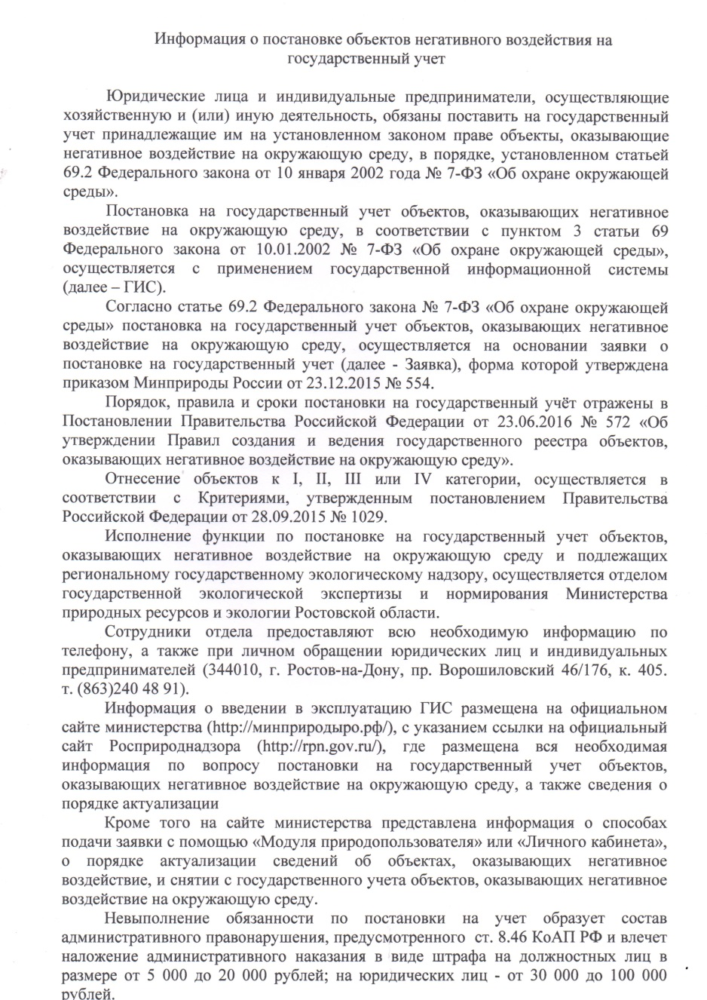 Информация о постановке объектов негативного воздействия на
государственный учет
Юридические лица и индивидуальные предприниматели, осуществляющие
хозяйственную и (или) иную деятельность, обязаны поставить на государственный
учет принадлежащие им на установленном законом праве объекты, оказывающие
негативное воздействие на окружающую среду, в порядке, установленном статьей
69.2 Федерального закона от 10 января 2002 года № 7-ФЗ «Об охране окружающей
среды».
Постановка на государственный учет объектов, оказывающих негативное
воздействие на окружающую среду, в соответствии с пунктом 3 статьи 69
Федерального закона от 10.01.2002 № 7-ФЗ «Об охране окружающей среды»,
осуществляется с применением государственной информационной системы
(далее – ГИС).
Согласно статье 69.2 Федерального закона № 7-ФЗ «Об охране окружающей
среды» постановка на государственный учет объектов, оказывающих негативное
воздействие на окружающую среду, осуществляется на основании заявки о
постановке на государственный учет (далее - Заявка), форма которой утверждена
приказом Минприроды России от 23.12.2015 № 554.
Порядок, правила и сроки постановки на государственный учёт отражены в
Постановлении Правительства Российской Федерации от 23.06.2016 № 572 «Об
утверждении Правил создания и ведения государственного реестра объектов,
оказывающих негативное воздействие на окружающую среду».
Отнесение объектов к I, II, III или IV категории, осуществляется в
соответствии с Критериями, утвержденным постановлением Правительства
Российской Федерации от 28.09.2015 № 1029.
Исполнение функции по постановке на государственный учет объектов,
оказывающих негативное воздействие на окружающую среду и подлежащих
региональному государственному экологическому надзору, осуществляется отделом
государственной экологической экспертизы и нормирования Министерства
природных ресурсов и экологии Ростовской области.
Сотрудники отдела предоставляют всю необходимую информацию по
телефону, а также при личном обращении юридических лиц и индивидуальных
предпринимателей (344010, г. Ростов-на-Дону, пр. Ворошиловский 46/176, к. 405.
т. (863)240 48 91).
Информация о введении в эксплуатацию ГИС размещена на официальном
сайте министерства (http://минприродыро.рф/), с указанием ссылки на официальный
сайт Росприроднадзора (http://rpn.gov.ru/), где размещена вся необходимая
информация по вопросу постановки на государственный учет объектов,
оказывающих негативное воздействие на окружающую среду, а также сведения о
порядке актуализации
Кроме того на сайте министерства представлена информация о способах
подачи заявки с помощью «Модуля природопользователя» или «Личного кабинета»,
о порядке актуализации сведений об объектах, оказывающих негативное
воздействие, и снятии с государственного учета объектов, оказывающих негативное
воздействие на окружающую среду.
Невыполнение обязанности по постановки на учет образует состав
административного правонарушения, предусмотренного ст. 8.46 КоАП РФ и влечет
наложение административного наказания в виде штрафа на должностных лиц в
размере от 5 000 до 20 000 рублей; на юридических лиц - от 30 000 до 100 000
рублей.